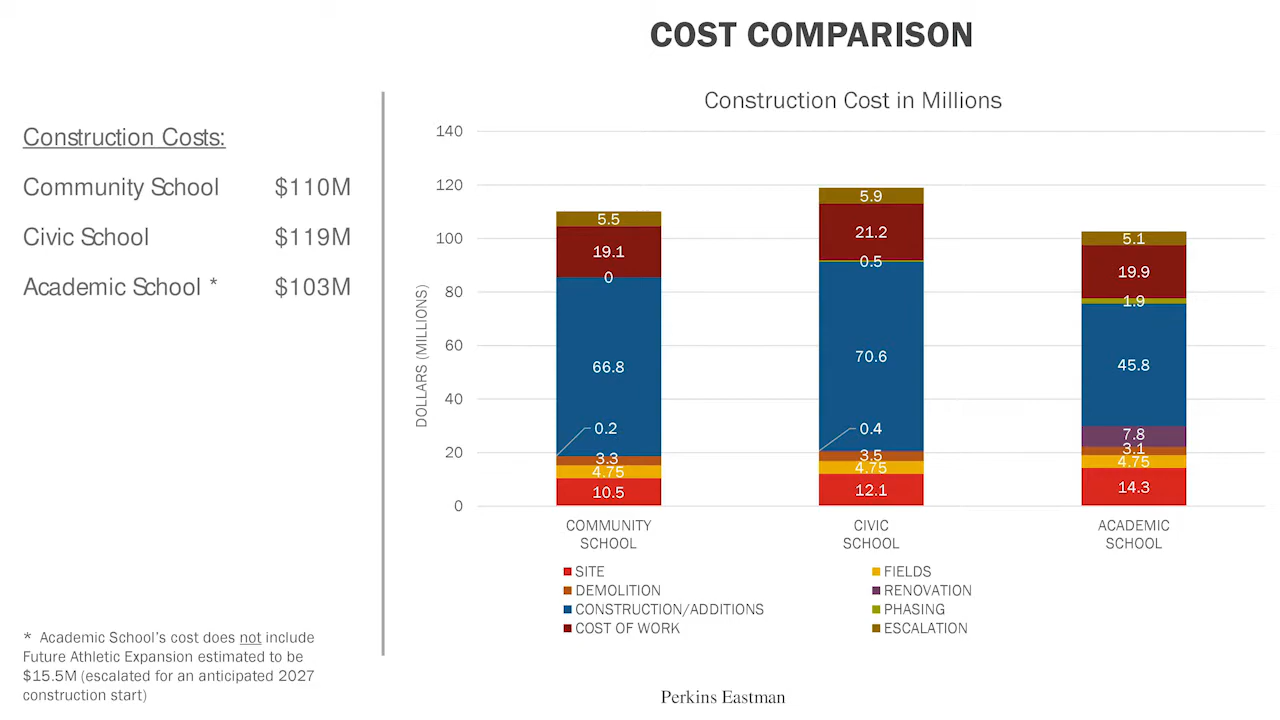 COST COMPARISON
Construction Costs:
Community School $110M
Civic School $119M
Academic School * $103M
* Academic School's cost does not include
Future Athletic Expansion estimated to be
$15.5M (escalated for an anticipated 2027
construction start)
Construction Cost in Millions
DOLLARS (MILLIONS)
140
120
100
80
60
40
20
0
5.5
19.1
0
66.8
0.2
3.3
4.75
10.5
5.9
21.2
0.5
70.6
0.4
3.5
4.75
12.1
5.1
19.9
1.9
45.8
7.8
3.1
4.75
14.3
COMMUNITY
SCHOOL
CIVIC
SCHOOL
ACADEMIC
SCHOOL
SITE
FIELDS
DEMOLITION
RENOVATION
CONSTRUCTION/ADDITIONS
PHASING
COST OF WORK
ESCALATION
Perkins Eastman